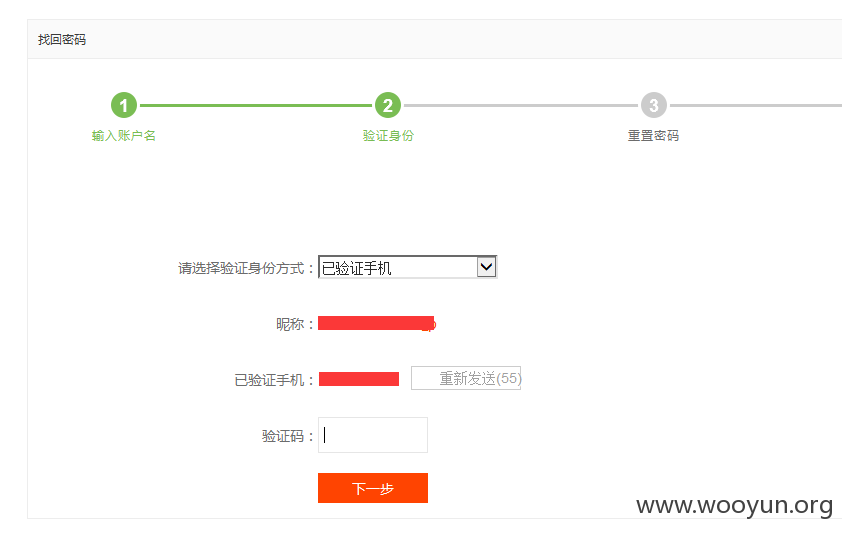 找回密码
1
2
3
输入账户名
验证身份
重置密码
请选择验证身份方式：已验证手机
昵称：
已验证手机： 重新发送(55)
验证码：
下一步
www.wooyun.org